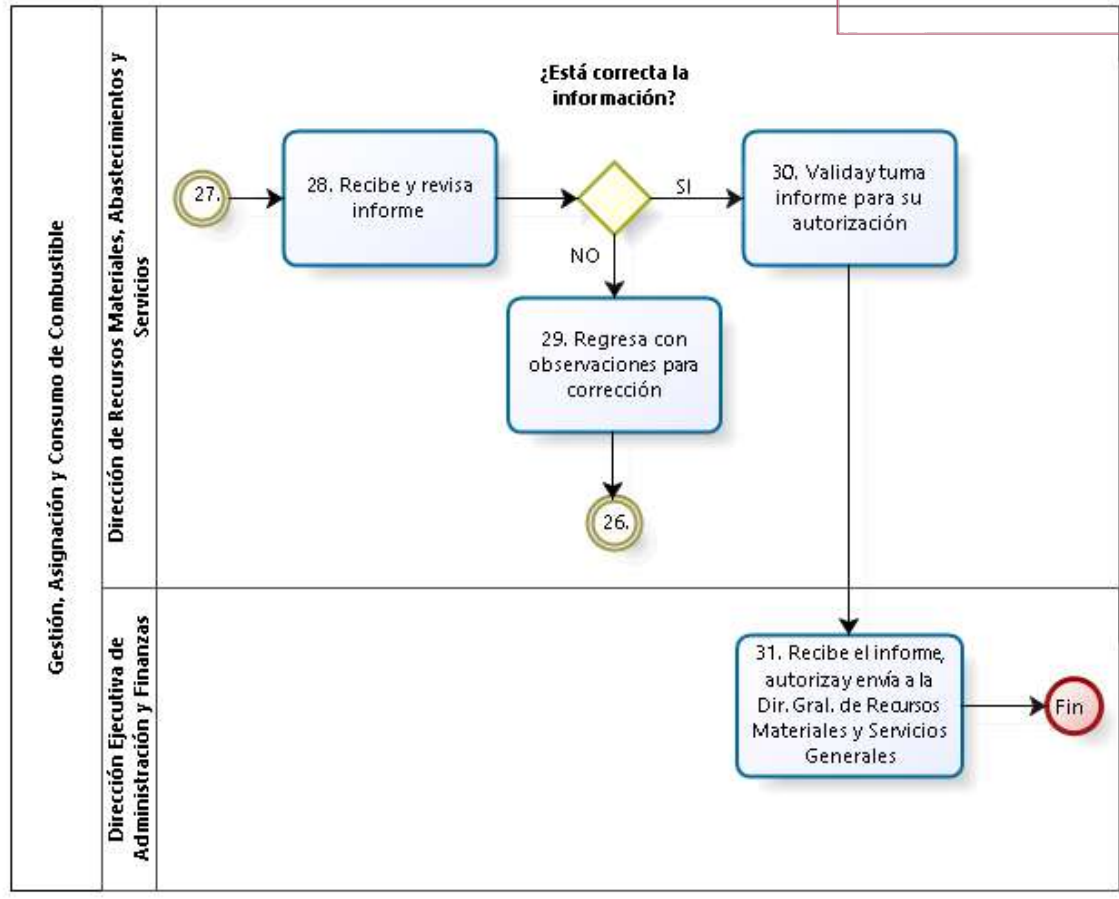 Gestión, Asignación y Consumo de Combustible
Dirección de Recursos Materiales, Abastecimientos y
Servicios
¿Está correcta la
información?
27.
28. Recibe y revisa
informe
SI
NO
30. Valida y turna
informe para su
autorización
29. Regresa con
observaciones para
corrección
26.
Dirección Ejecutiva de
Administración y Finanzas
31. Recibe el informe,
autoriza y envía a la
Dir. Gral. de Recursos
Materiales y Servicios
Generales
Fin